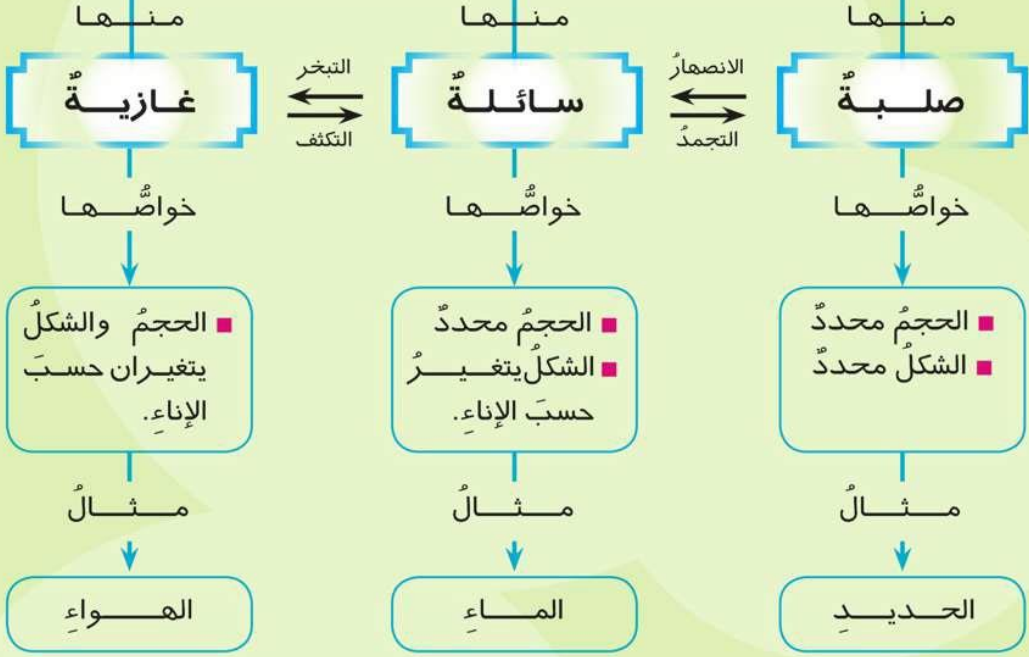 منها
منها
منها
صلبةٌ
الانصهارُ
التجمدُ
سائلةٌ
التبخر
التكثف
غازيةٌ
خواصُّها
خواصُّها
خواصُّها
■ الحجمُ محددٌ
■ الشكلُ محددٌ
■ الحجمُ محددٌ
■ الشكلُ يتغيرُ
حسبَ الإناءِ.
■ الحجمُ والشكلُ
يتغيران حسبَ
الإناءِ.
مثالُ
مثالُ
مثالُ
الحديدِ
الماءِ
الهواءِ